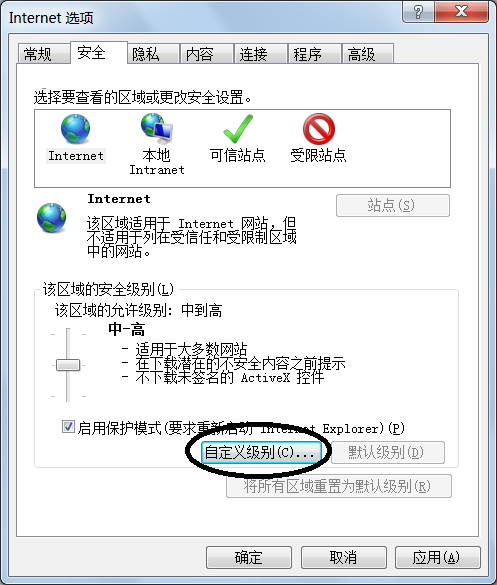 Internet 选项
常规 安全 隐私 内容 连接 程序 高级
选择要查看的区域或更改安全设置。
Internet 本地 Intranet 可信站点 受限站点
Internet
站点(S)
该区域适用于 Internet 网站，但
不适用于列在受信任和受限制区域
中的网站。
该区域的安全级别(L)
该区域的允许级别: 中到高
中-高
- 适用于大多数网站
- 在下载潜在的不安全内容之前提示
- 不下载未签名的 ActiveX 控件
启用保护模式(要求重新启动 Internet Explorer)(P)
自定义级别(C)... 默认级别(D)
将所有区域重置为默认级别(R)
确定 取消 应用(A)